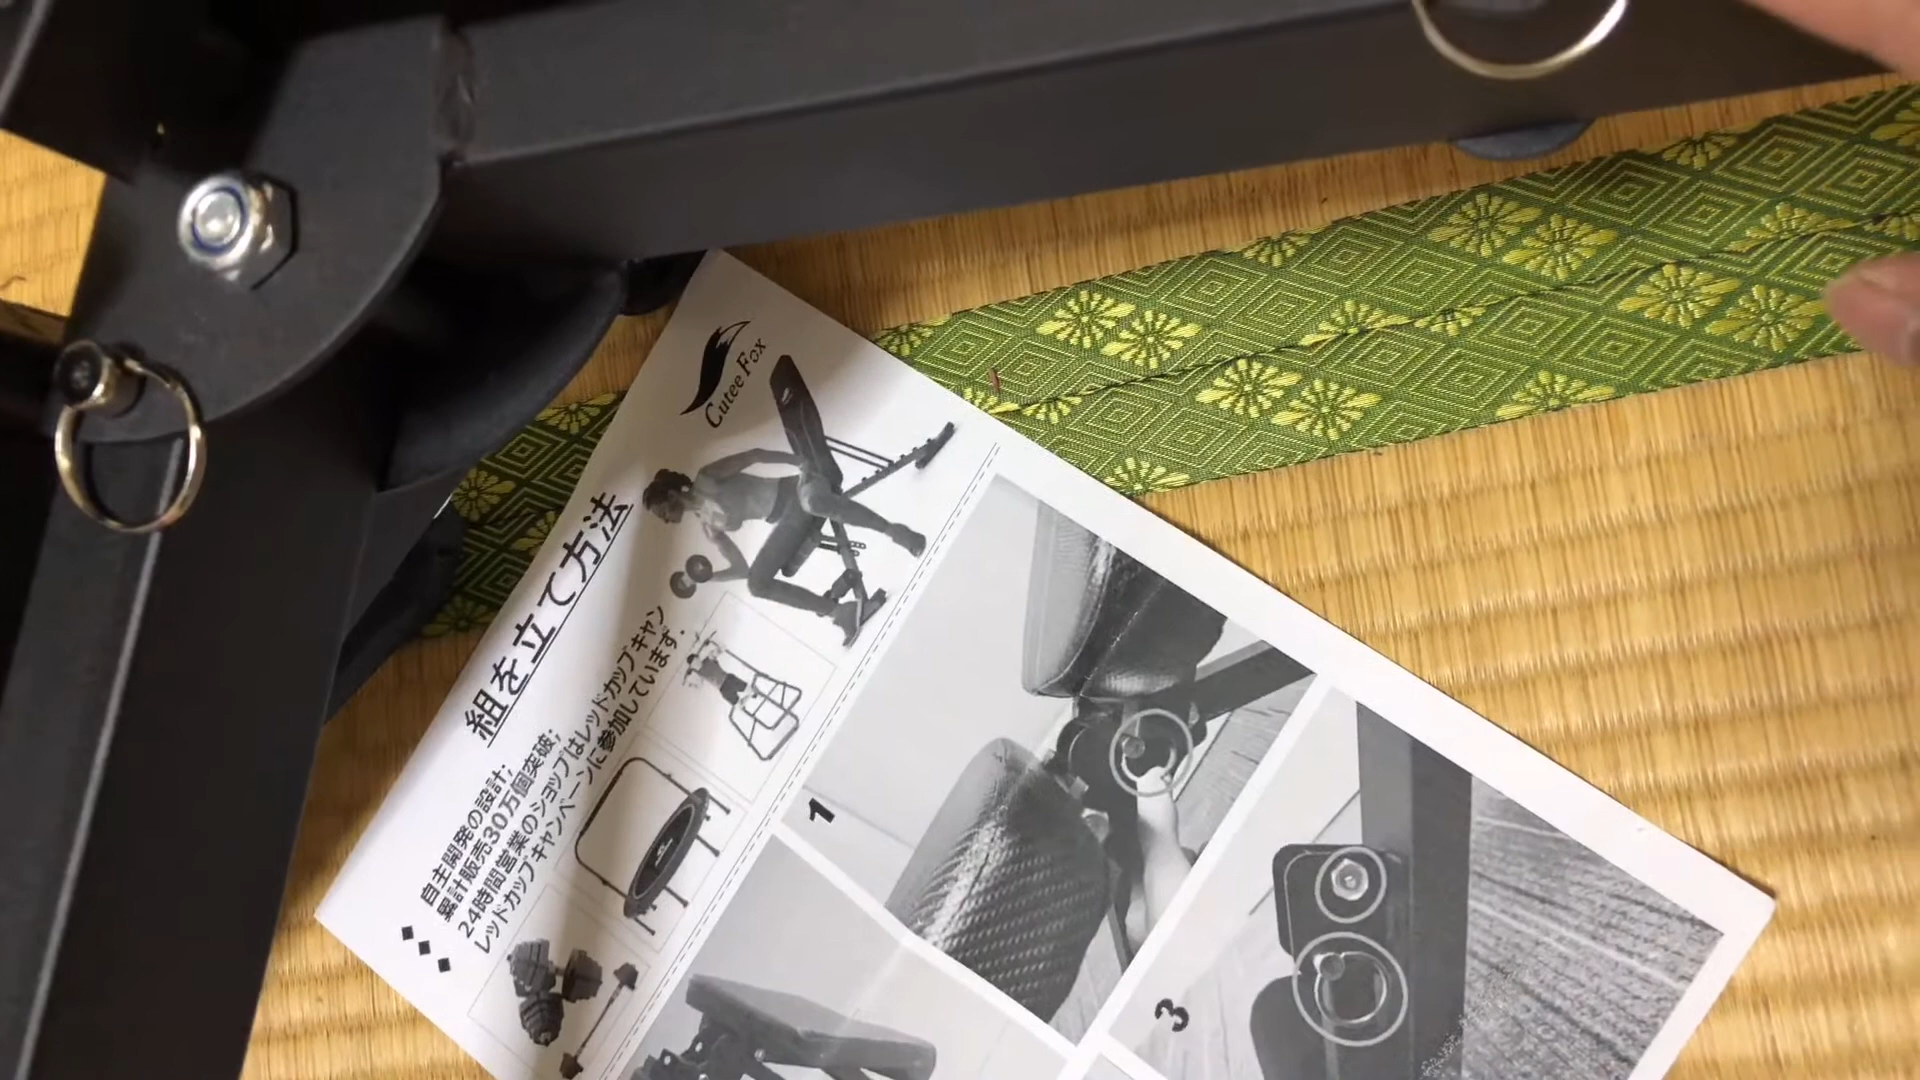 Cutee Fox
組を立て方法
自主開発の設計;
累計販売30万個突破;
24時間営業のショップはレッドカップキャン
レッドカップキャンペーンに参加しています.
1
3